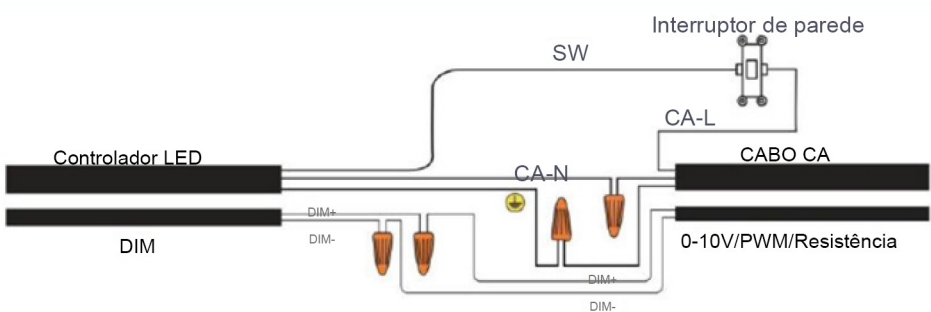 Interruptor de parede
SW
CA-L
Controlador LED
CA-N
CABO CA
DIM+
DIM-
DIM
0-10V/PWM/Resistência
DIM+
DIM-